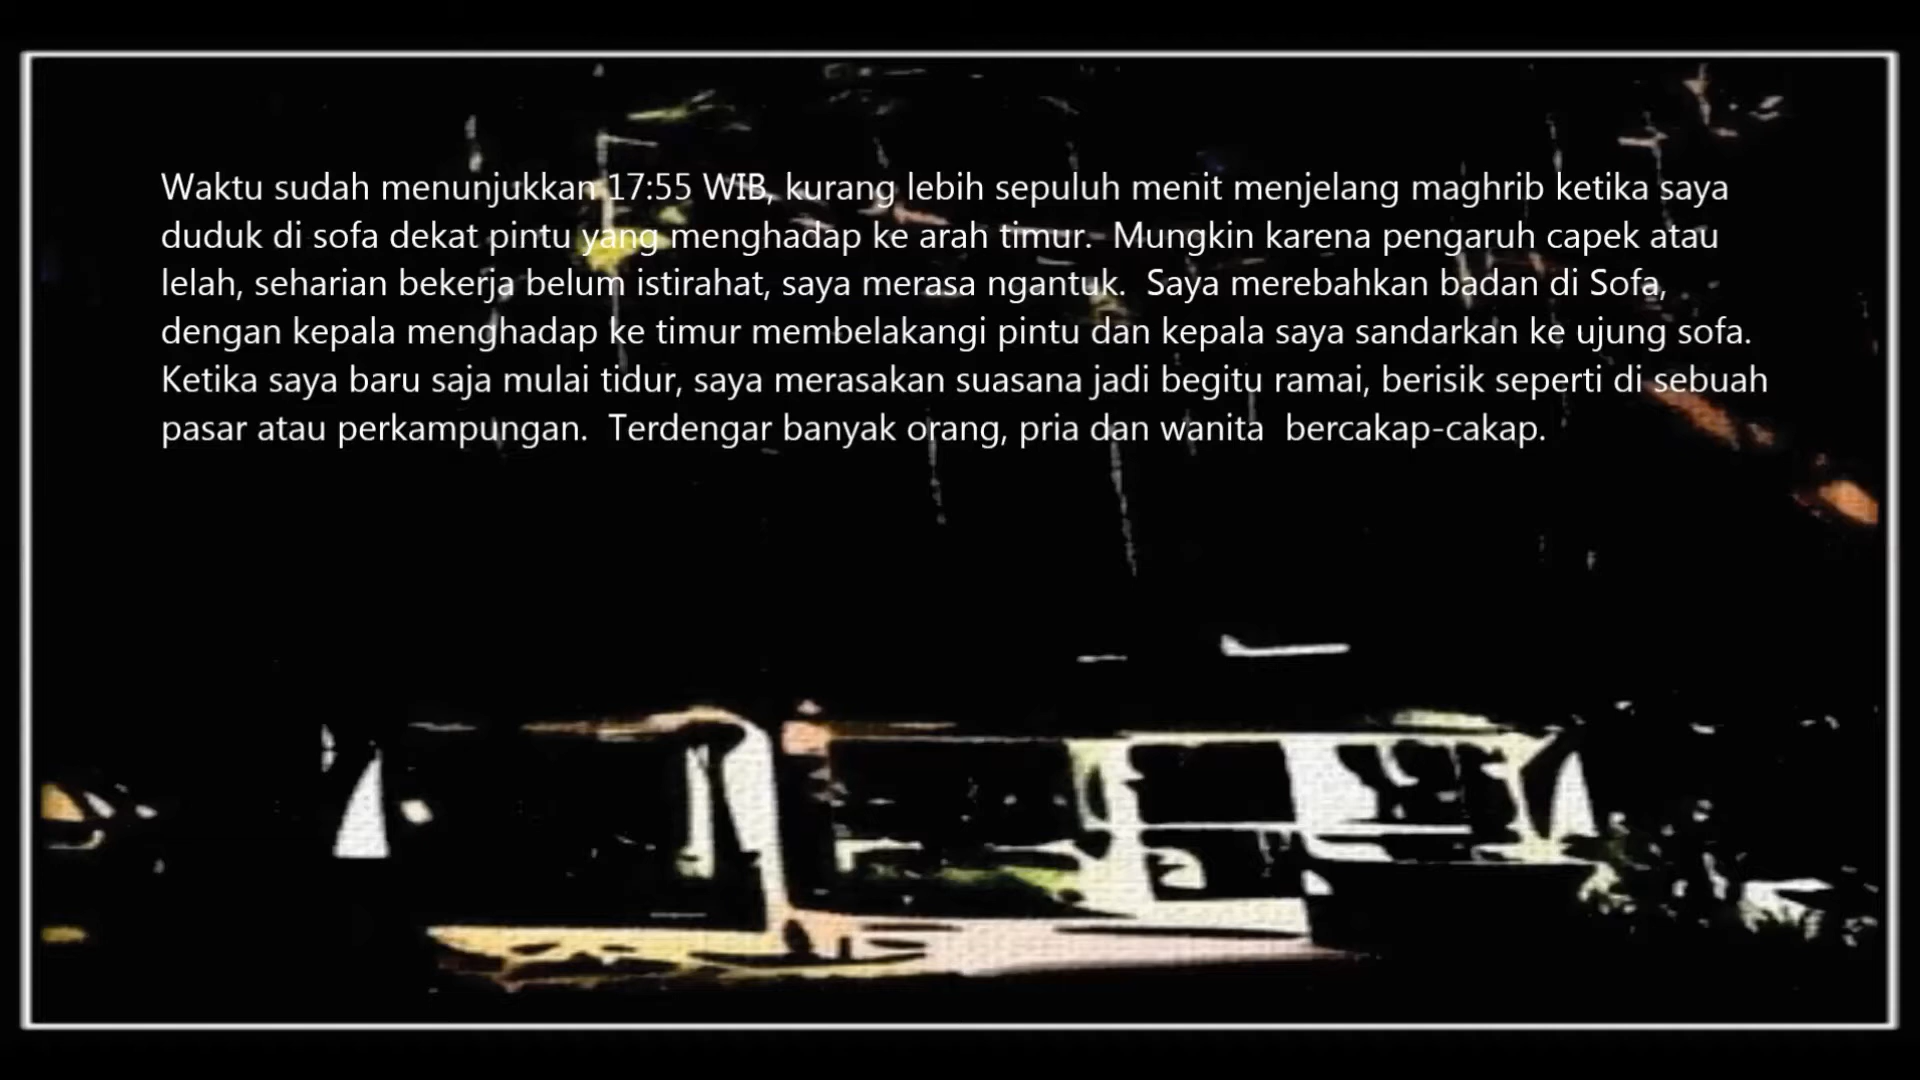 Waktu sudah menunjukkan 17:55 WIB, kurang lebih sepuluh menit menjelang maghrib ketika saya
duduk di sofa dekat pintu yang menghadap ke arah timur.  Mungkin karena pengaruh capek atau
lelah, seharian bekerja belum istirahat, saya merasa ngantuk.  Saya merebahkan badan di Sofa,
dengan kepala menghadap ke timur membelakangi pintu dan kepala saya sandarkan ke ujung sofa.
Ketika saya baru saja mulai tidur, saya merasakan suasana jadi begitu ramai, berisik seperti di sebuah
pasar atau perkampungan.  Terdengar banyak orang, pria dan wanita  bercakap-cakap.